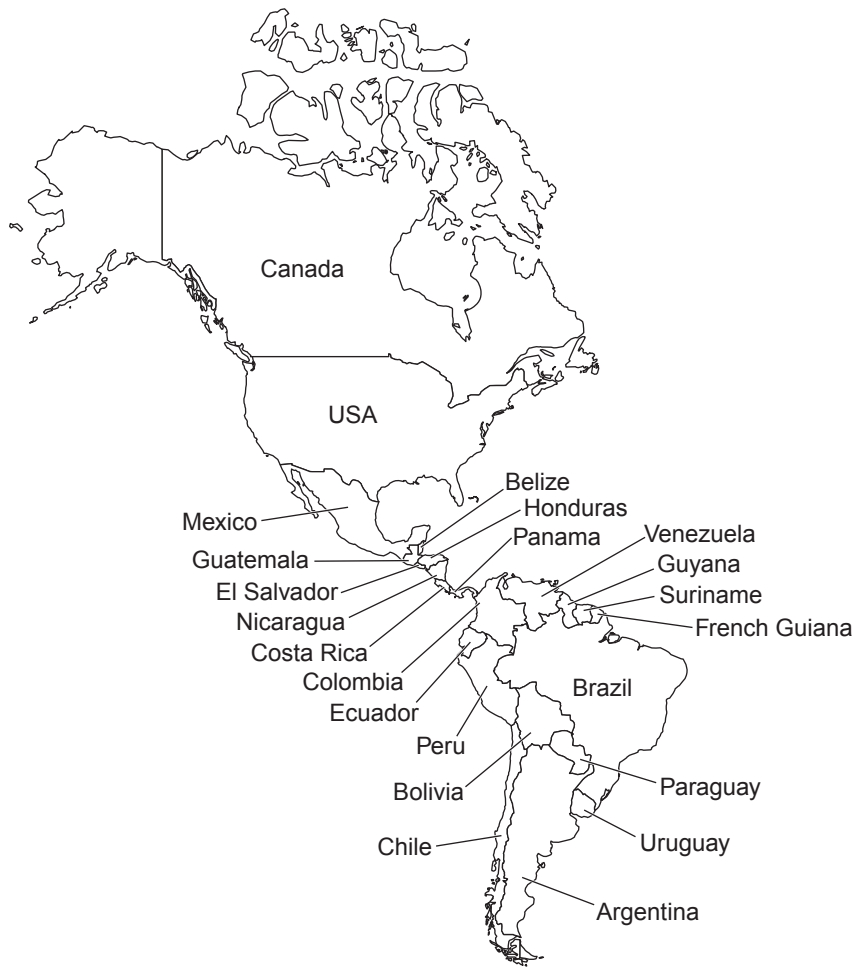 Canada
USA
Belize
Honduras
Mexico
Panama
Venezuela
Guatemala
Guyana
El Salvador
Suriname
Nicaragua
French Guiana
Costa Rica
Colombia
Brazil
Ecuador
Peru
Paraguay
Bolivia
Uruguay
Chile
Argentina